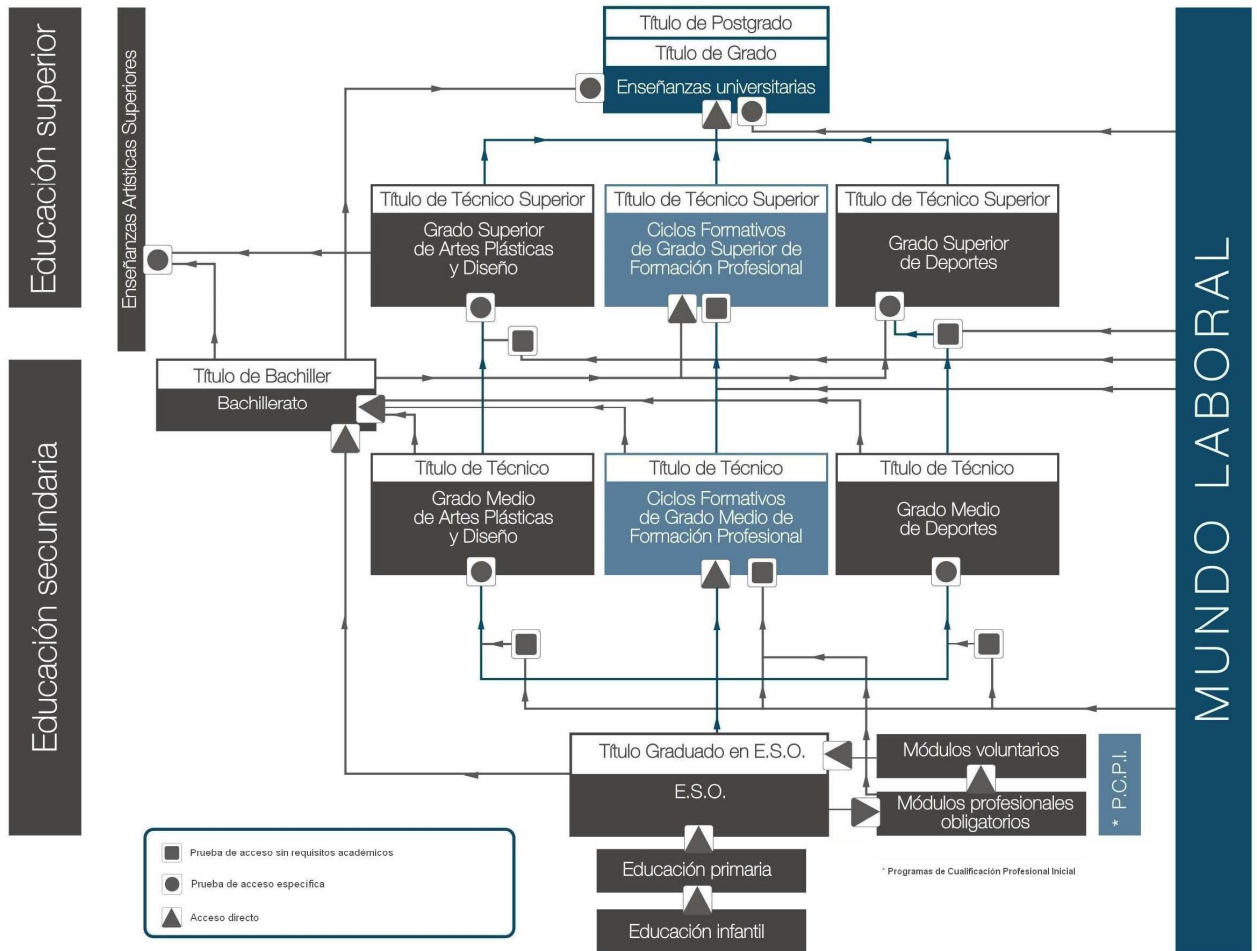 Educación superior
Enseñanzas Artísticas Superiores
Título de Postgrado
Título de Grado
Enseñanzas universitarias
Título de Técnico Superior
Grado Superior
de Artes Plásticas
y Diseño
Título de Técnico Superior
Ciclos Formativos
de Grado Superior de
Formación Profesional
Título de Técnico Superior
Grado Superior
de Deportes
MUNDO LABORAL
Educación secundaria
Título de Bachiller
Bachillerato
Título de Técnico
Grado Medio
de Artes Plásticas
y Diseño
Título de Técnico
Ciclos Formativos
de Grado Medio de
Formación Profesional
Título de Técnico
Grado Medio
de Deportes
Título Graduado en E.S.O.
E.S.O.
Módulos voluntarios
Módulos profesionales
obligatorios
* P.C.P.I.
Educación primaria
Educación infantil
* Programas de Cualificación Profesional Inicial
Prueba de acceso sin requisitos académicos
Prueba de acceso específica
Acceso directo